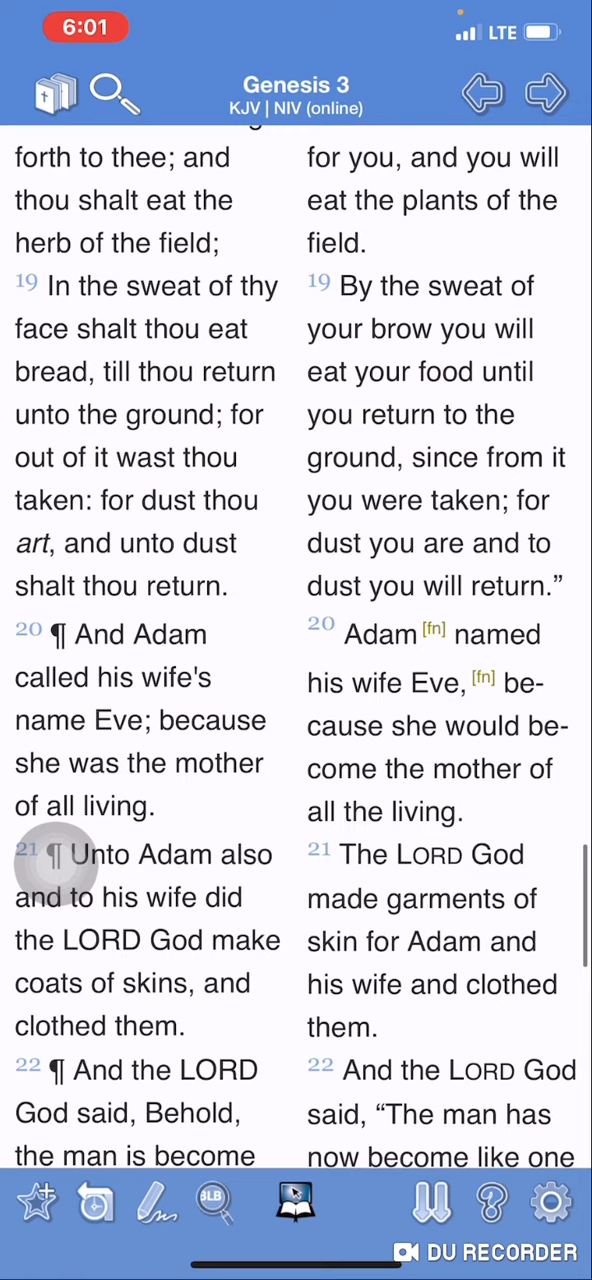 6:01
LTE
Genesis 3
KJV | NIV (online)
forth to thee; and
thou shalt eat the
herb of the field;
19 In the sweat of thy
face shalt thou eat
bread, till thou return
unto the ground; for
out of it wast thou
taken: for dust thou
art, and unto dust
shalt thou return.
20 ¶ And Adam
called his wife's
name Eve; because
she was the mother
of all living.
21 ¶ Unto Adam also
and to his wife did
the LORD God make
coats of skins, and
clothed them.
22 ¶ And the LORD
God said, Behold,
the man is become
for you, and you will
eat the plants of the
field.
19 By the sweat of
your brow you will
eat your food until
you return to the
ground, since from it
you were taken; for
dust you are and to
dust you will return.”
20 Adam [fn] named
his wife Eve, [fn] be-
cause she would be-
come the mother of
all the living.
21 The LORD God
made garments of
skin for Adam and
his wife and clothed
them.
22 And the LORD God
said, “The man has
now become like one
BLB
DU RECORDER